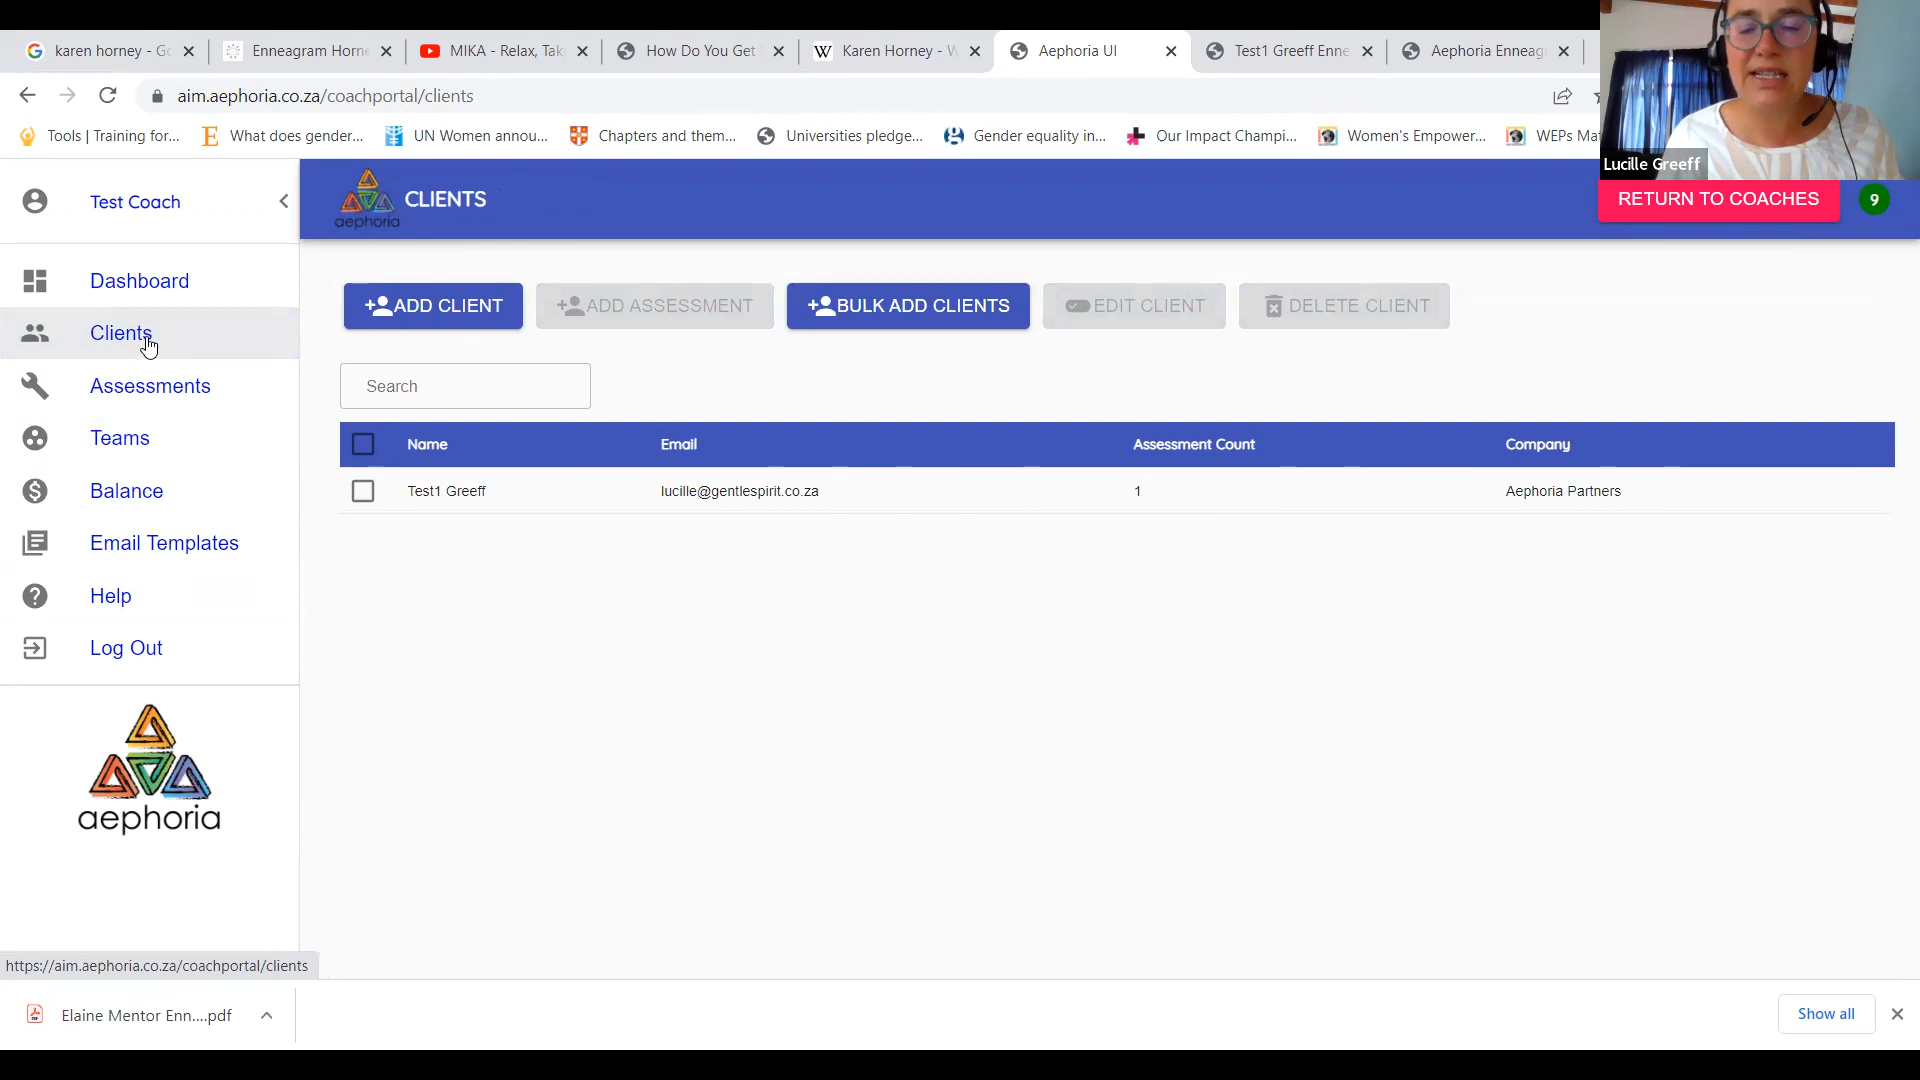 karen horney - Go
Enneagram Horne
MIKA - Relax, Tak
How Do You Get
Karen Horney - W
Aephoria UI
Test1 Greeff Enne
Aephoria Enneag
aim.aephoria.co.za/coachportal/clients
Tools | Training for...
What does gender...
UN Women annou...
Chapters and them...
Universities pledge...
Gender equality in...
Our Impact Champi...
Women's Empower...
WEPs Mat
Lucille Greeff
Test Coach
aephoria
CLIENTS
RETURN TO COACHES
9
Dashboard
Clients
Assessments
Teams
Balance
Email Templates
Help
Log Out
aephoria
ADD CLIENT
ADD ASSESSMENT
BULK ADD CLIENTS
EDIT CLIENT
DELETE CLIENT
Search
Name Email Assessment Count Company
Test1 Greeff lucille@gentlespirit.co.za 1 Aephoria Partners
https://aim.aephoria.co.za/coachportal/clients
Elaine Mentor Enn....pdf
Show all